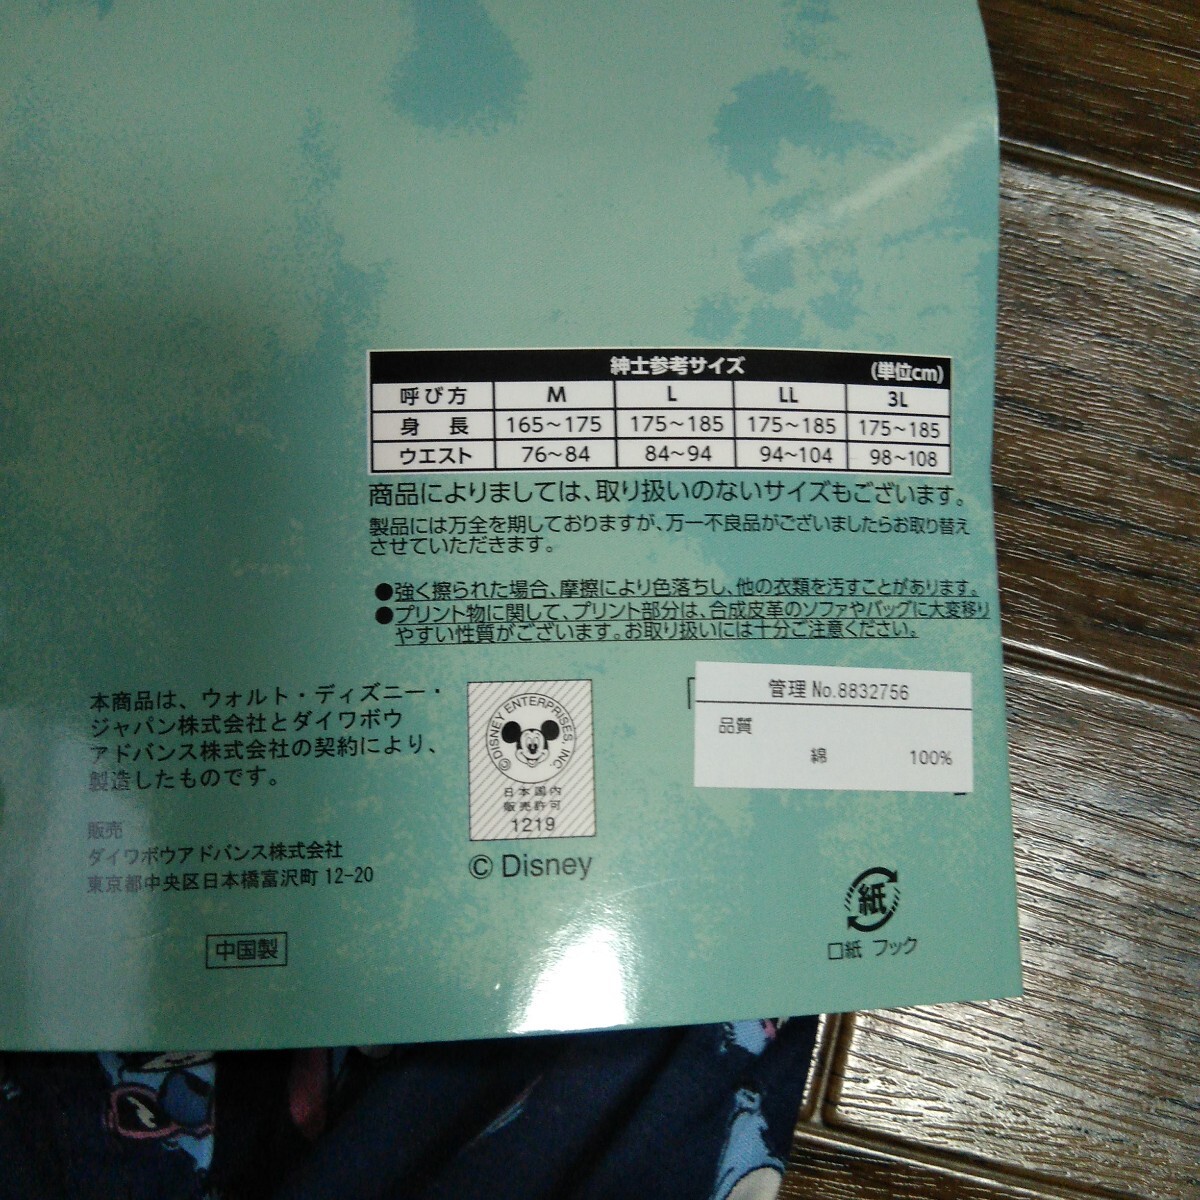 紳士参考サイズ (単位cm)
呼び方 M L LL 3L
身 長 165〜175 175〜185 175〜185 175〜185
ウエスト 76〜84 84〜94 94〜104 98〜108
商品によりましては、取り扱いのないサイズもございます。
製品には万全を期しておりますが、万一不良品がございましたらお取り替え
させていただきます。
●強く擦られた場合、摩擦により色落ちし、他の衣類を汚すことがあります。
●プリント物に関して、プリント部分は、合成皮革のソファやバッグに大変移り
やすい性質がございます。お取り扱いには十分ご注意ください。
本商品は、ウォルト・ディズニー・
ジャパン株式会社とダイワボウ
アドバンス株式会社の契約により、
製造したものです。
販売
ダイワボウアドバンス株式会社
東京都中央区日本橋富沢町 12-20
中国製
©DISNEY ENTERPRISES, INC.
日本国内
販売許可
1219
© Disney
管理 No.8832756
品質
綿 100%
紙
口紙 フック